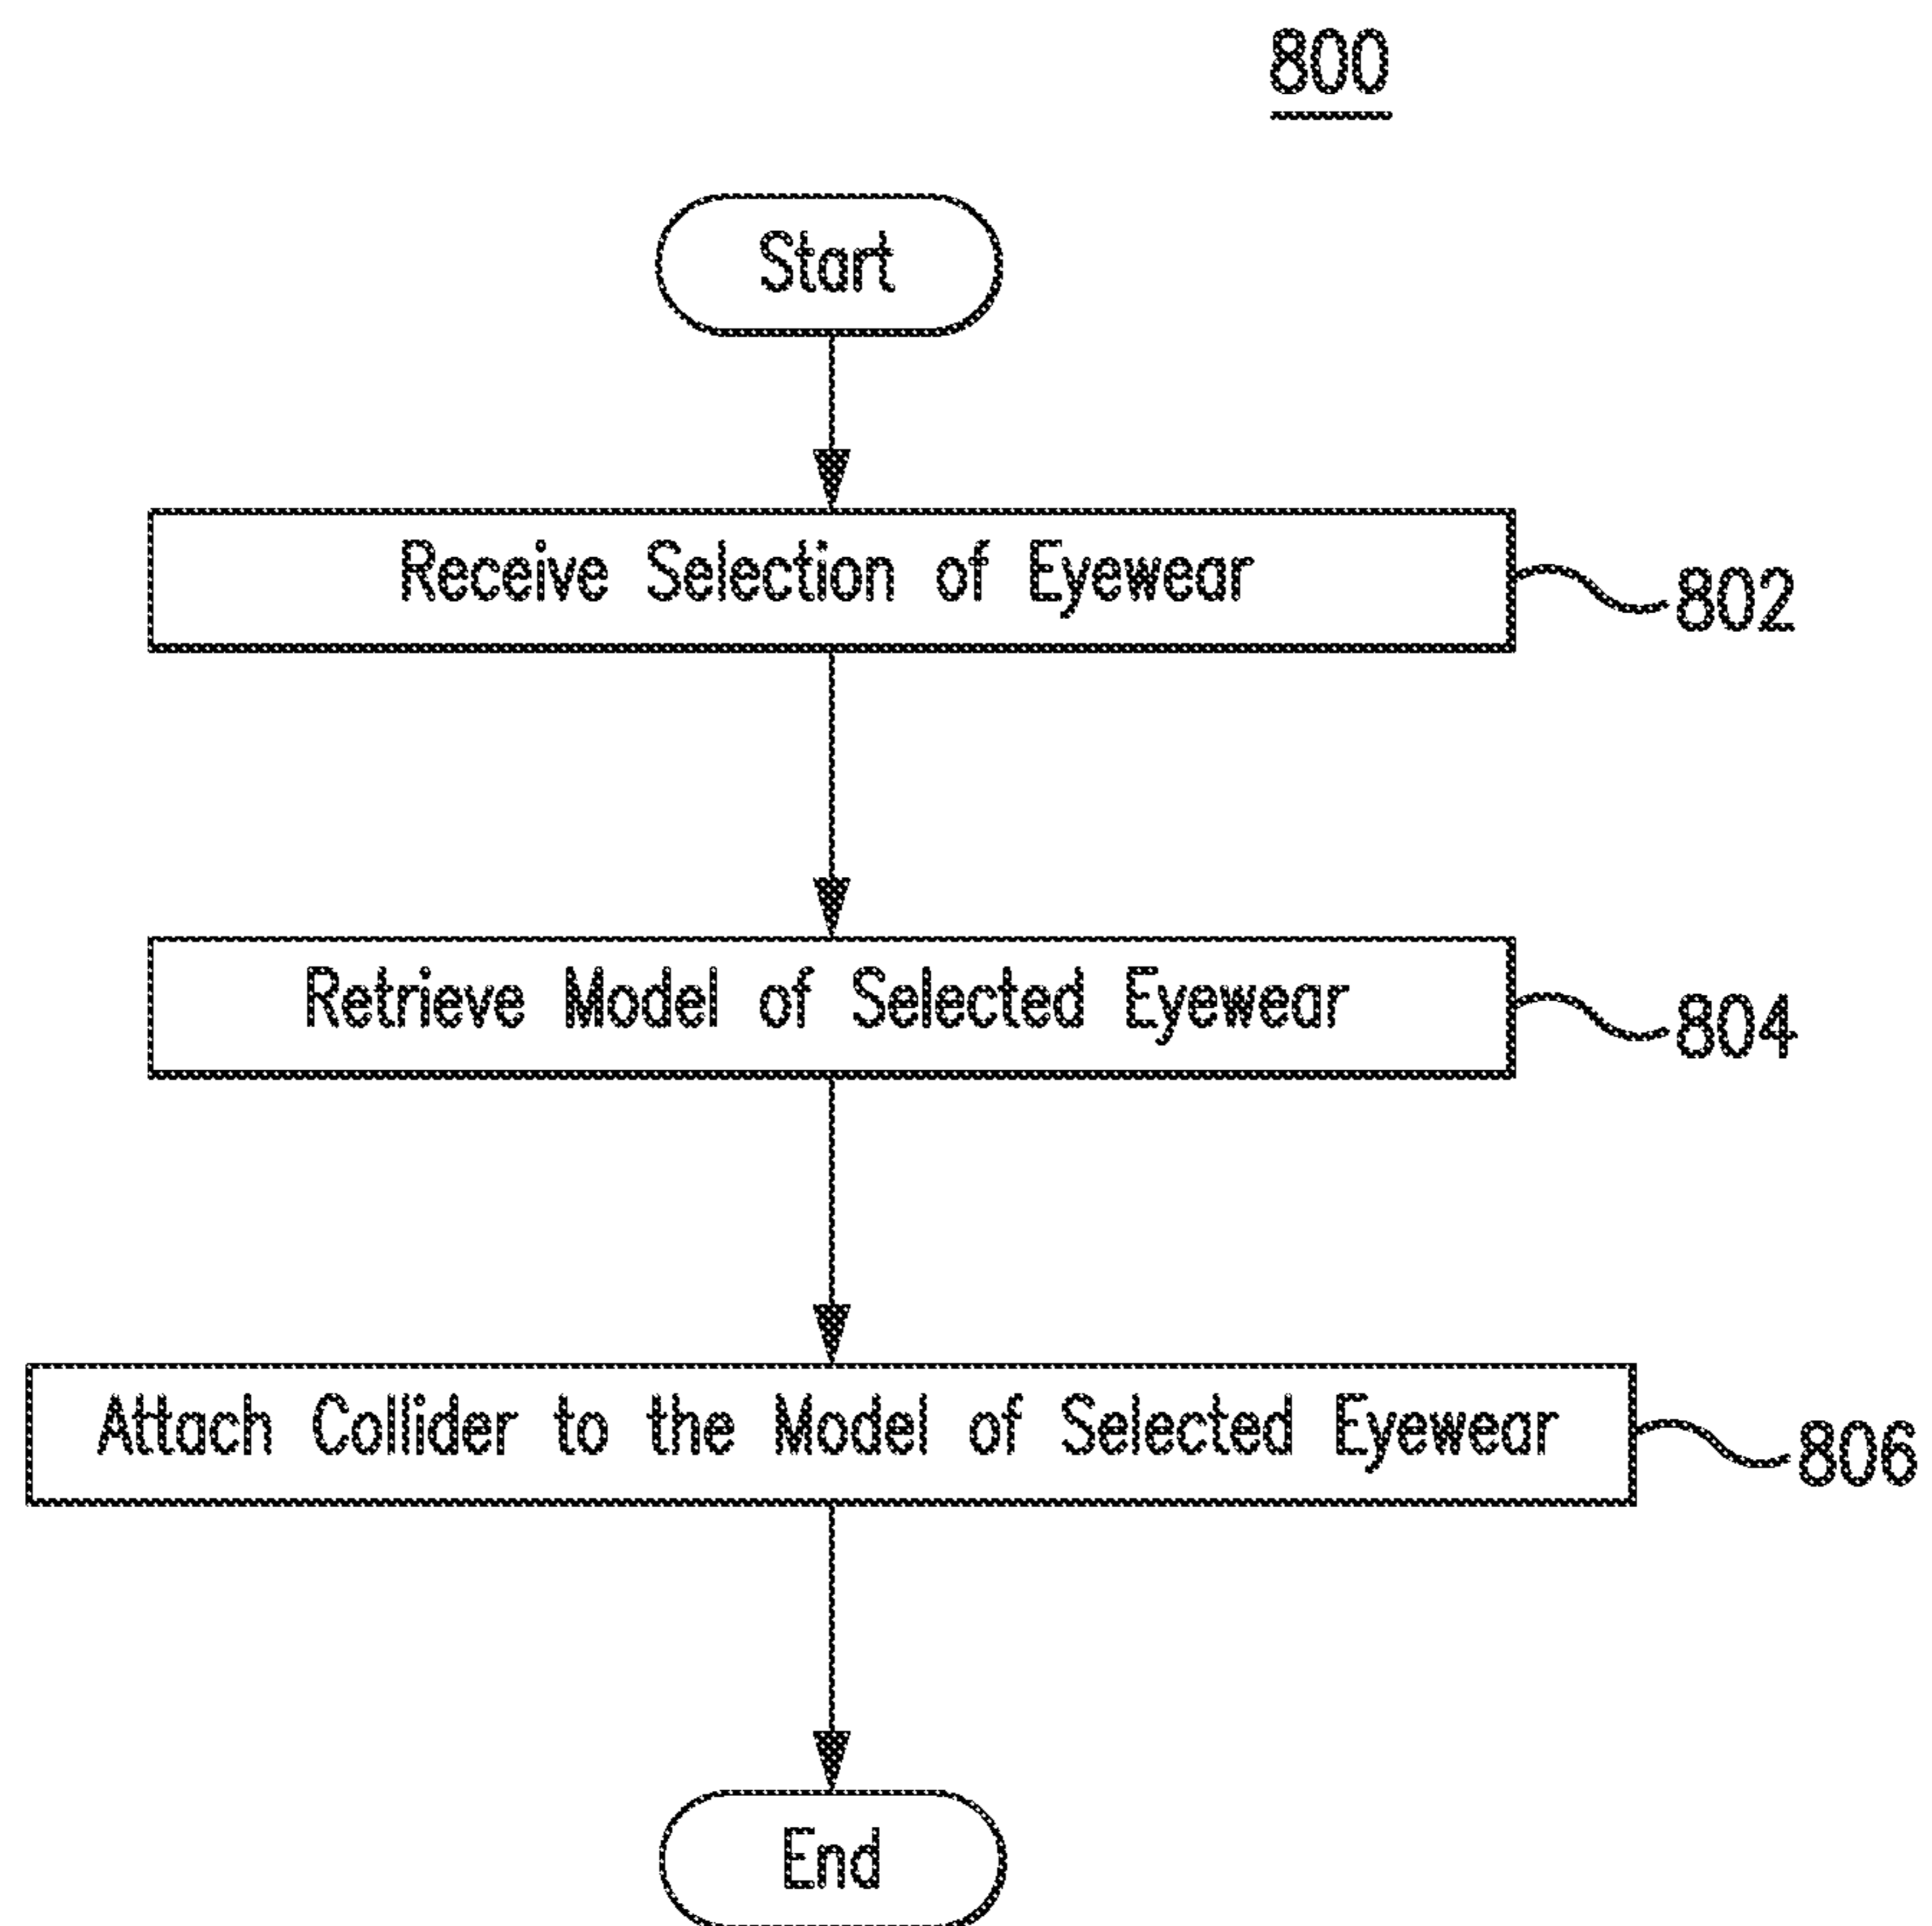 800
Start
Receive Selection of Eyewear
802
Retrieve Model of Selected Eyewear
804
Attach Collider to the Model of Selected Eyewear
806
End